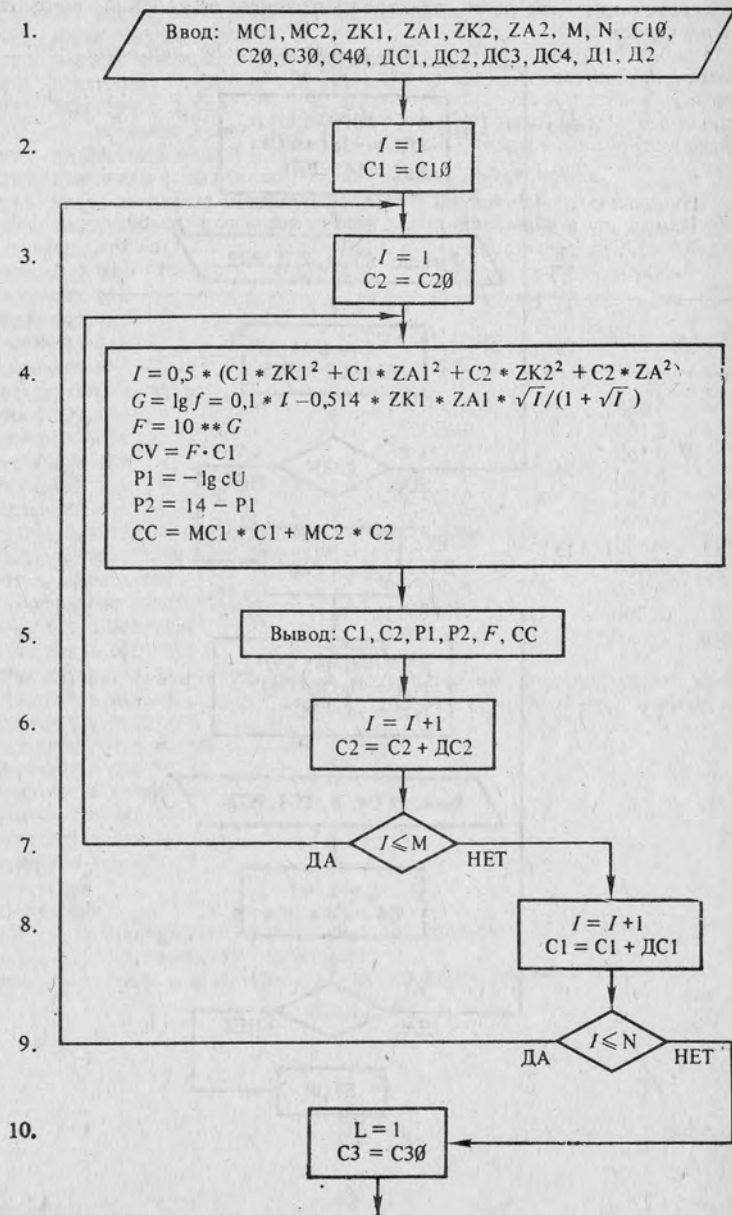 1.
Ввод: MC1, MC2, ZK1, ZA1, ZK2, ZA2, M, N, C1Ø,
C2Ø, C3Ø, C4Ø, ДС1, ДС2, ДС3, ДС4, Д1, Д2
2.
I = 1
C1 = C1Ø
3.
I = 1
C2 = C2Ø
4.
I = 0,5 * (C1 * ZK1² + C1 * ZA1² + C2 * ZK2² + C2 * ZA²)
G = lg f = 0,1 * I − 0,514 * ZK1 * ZA1 * √I/(1 + √I)
F = 10 ** G
CV = F · C1
P1 = − lg cU
P2 = 14 − P1
CC = MC1 * C1 + MC2 * C2
5.
Вывод: C1, C2, P1, P2, F, CC
6.
I = I +1
C2 = C2 + ДС2
7.
I ⩽ M
ДА НЕТ
8.
I = I +1
C1 = C1 + ДС1
9.
I ⩽ N
ДА НЕТ
10.
L = 1
C3 = C3Ø